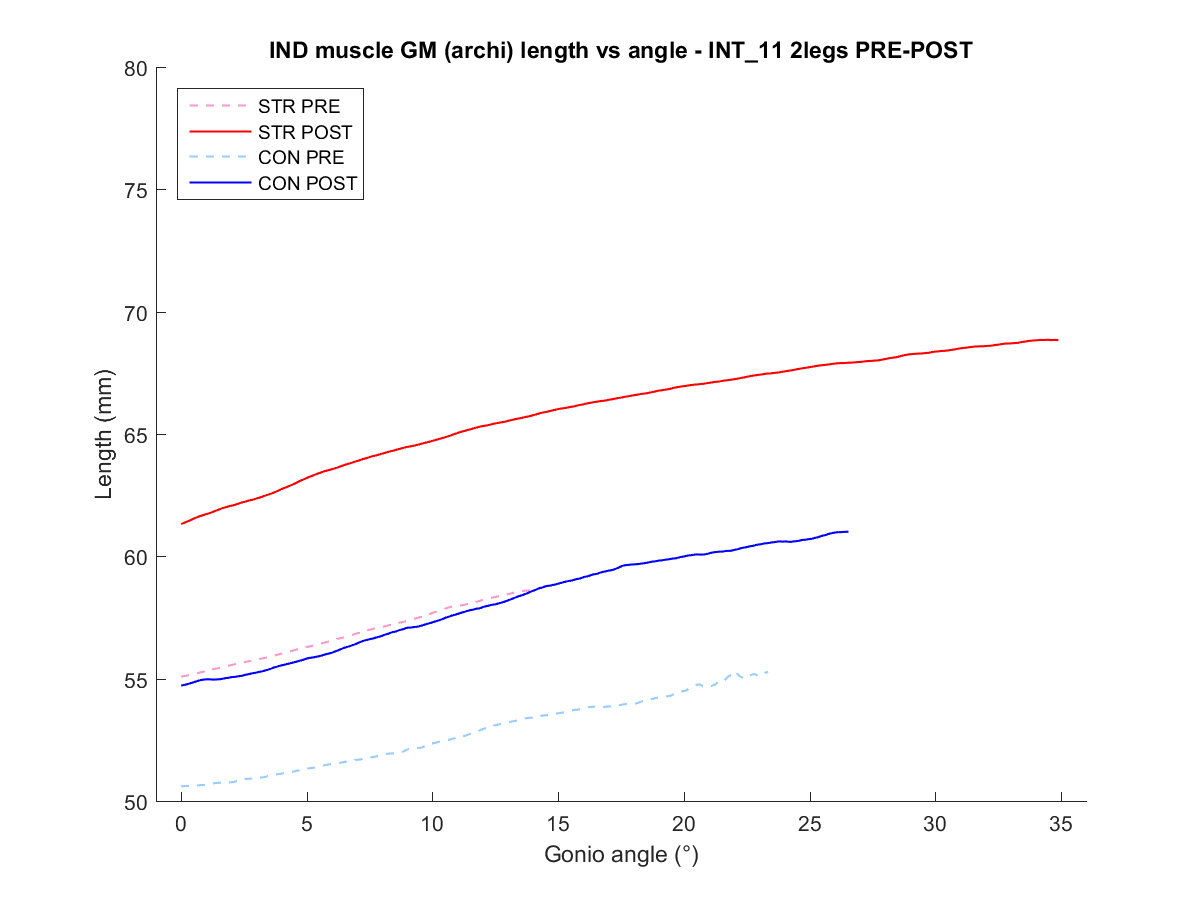 IND muscle GM (archi) length vs angle - INT_11 2legs PRE-POST
80
75
70
65
60
55
50
Length (mm)
STR PRE
STR POST
CON PRE
CON POST
0 5 10 15 20 25 30 35
Gonio angle (°)